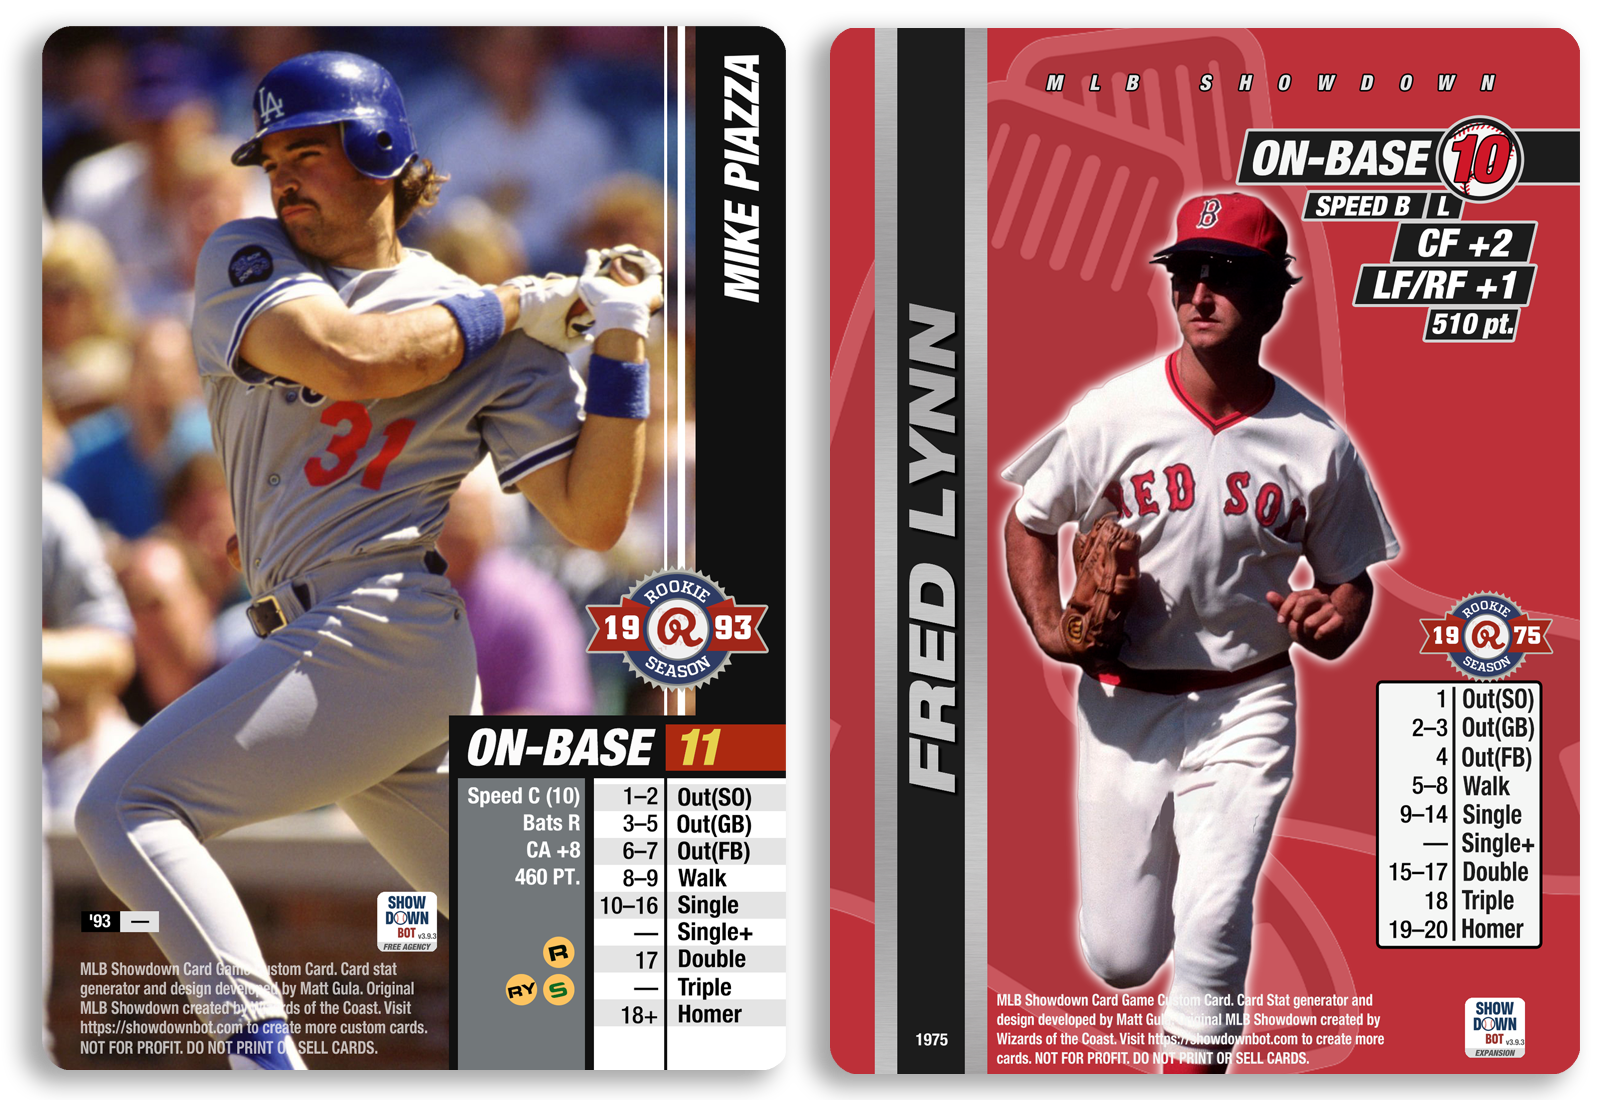 LA
31
MIKE PIAZZA
ROOKIE
19 R 93
SEASON
ON-BASE 11
Speed C (10)
Bats R
CA +8
460 PT.
R
RY S
1–2 Out(SO)
3–5 Out(GB)
6–7 Out(FB)
8–9 Walk
10–16 Single
— Single+
17 Double
— Triple
18+ Homer
'93 —
SHOW
DOWN
BOT v3.9.3
FREE AGENCY
MLB Showdown Card Game Custom Card. Card stat
generator and design developed by Matt Gula. Original
MLB Showdown created by Wizards of the Coast. Visit
https://showdownbot.com to create more custom cards.
NOT FOR PROFIT. DO NOT PRINT OR SELL CARDS.
MLB SHOWDOWN
ON-BASE 10
SPEED B L
CF +2
LF/RF +1
510 pt.
B
RED SO
FRED LYNN
ROOKIE
19 R 75
SEASON
1 Out(SO)
2–3 Out(GB)
4 Out(FB)
5–8 Walk
9–14 Single
— Single+
15–17 Double
18 Triple
19–20 Homer
1975
MLB Showdown Card Game Custom Card. Card Stat generator and
design developed by Matt Gula. Original MLB Showdown created by
Wizards of the Coast. Visit https://showdownbot.com to create more
cards. NOT FOR PROFIT. DO NOT PRINT OR SELL CARDS.
SHOW
DOWN
BOT v3.9.3
EXPANSION